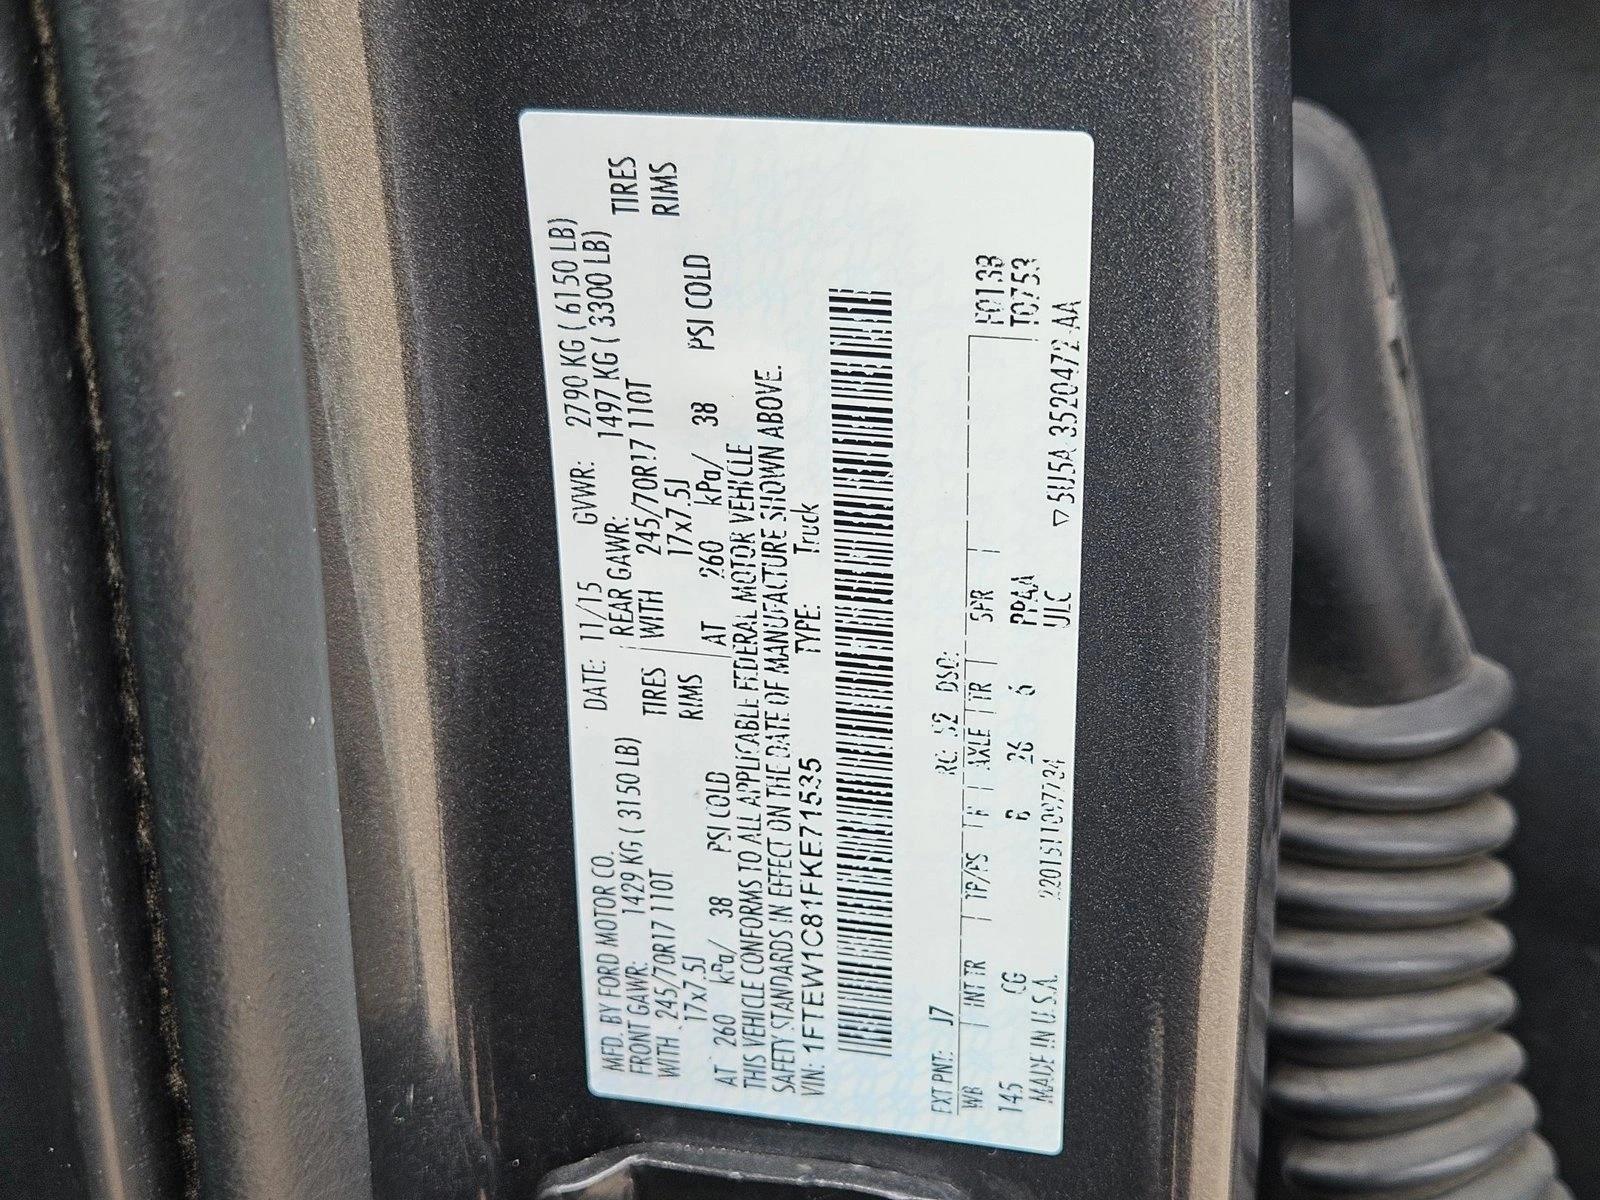 MFD. BY FORD MOTOR CO. DATE: 11/15 GVWR: 2790 KG ( 6150 LB)
FRONT GAWR: 1429 KG ( 3150 LB) REAR GAWR: 1497 KG ( 3300 LB)
WITH 245/70R17 110T TIRES WITH 245/70R17 110T TIRES
17x7.5J RIMS 17x7.5J RIMS
AT 260 kPa/ 38 PSI COLD AT 260 kPa/ 38 PSI COLD
THIS VEHICLE CONFORMS TO ALL APPLICABLE FEDERAL MOTOR VEHICLE
SAFETY STANDARDS IN EFFECT ON THE DATE OF MANUFACTURE SHOWN ABOVE.
VIN: 1FTEW1C81FKE71535 TYPE: Truck
EXT PNT: J7 RC: 52 DSO:
WB INT TR TP/PS R AXLE TR SPR F0133
145 CG B 26 6 PPAA T0753
MADE IN U.S.A. ULC ▽5U5A 3520472 AA